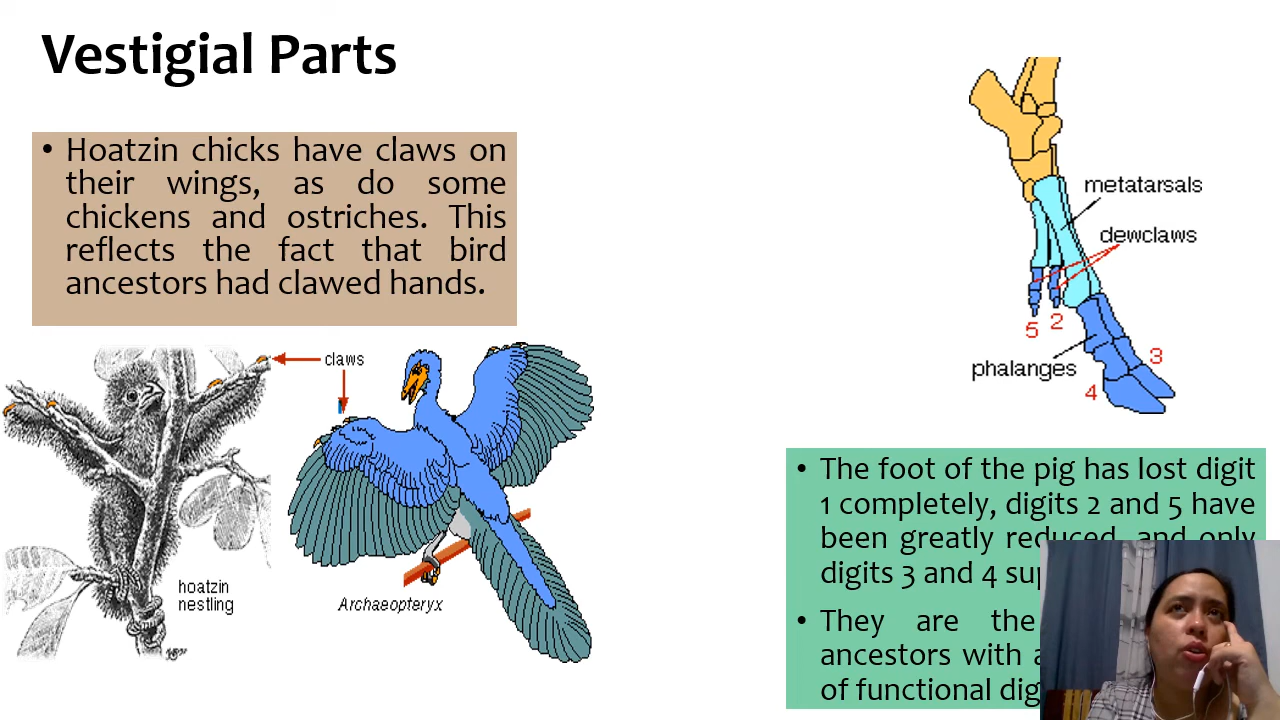 Vestigial Parts
• Hoatzin chicks have claws on
their wings, as do some
chickens and ostriches. This
reflects the fact that bird
ancestors had clawed hands.
claws
hoatzin
nestling
Archaeopteryx
metatarsals
dewclaws
5 2
phalanges
3
4
• The foot of the pig has lost digit
1 completely, digits 2 and 5 have
been greatly reduced, and only
digits 3 and 4
• They are the
ancestors with
of functional